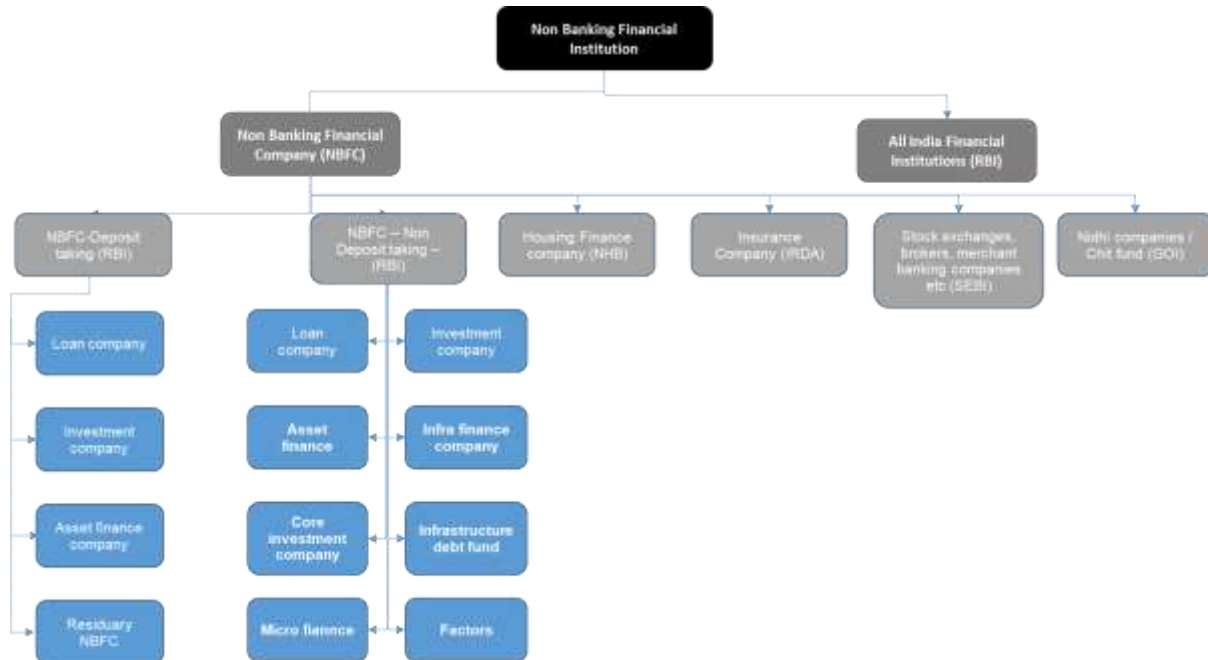 Non Banking Financial
Institution
Non Banking Financial
Company (NBFC)
All India Financial
Institutions (RBI)
NBFC-Deposit
taking (RBI)
NBFC – Non
Deposit taking –
(RBI)
Housing Finance
company (NHB)
Insurance
Company (IRDA)
Stock exchanges,
brokers, merchant
banking companies
etc (SEBI)
Nidhi companies /
Chit fund (GOI)
Loan company
Investment
company
Asset finance
company
Residuary
NBFC
Loan
company
Investment
company
Asset
finance
Infra finance
company
Core
investment
company
Infrastructure
debt fund
Micro fiannce
Factors